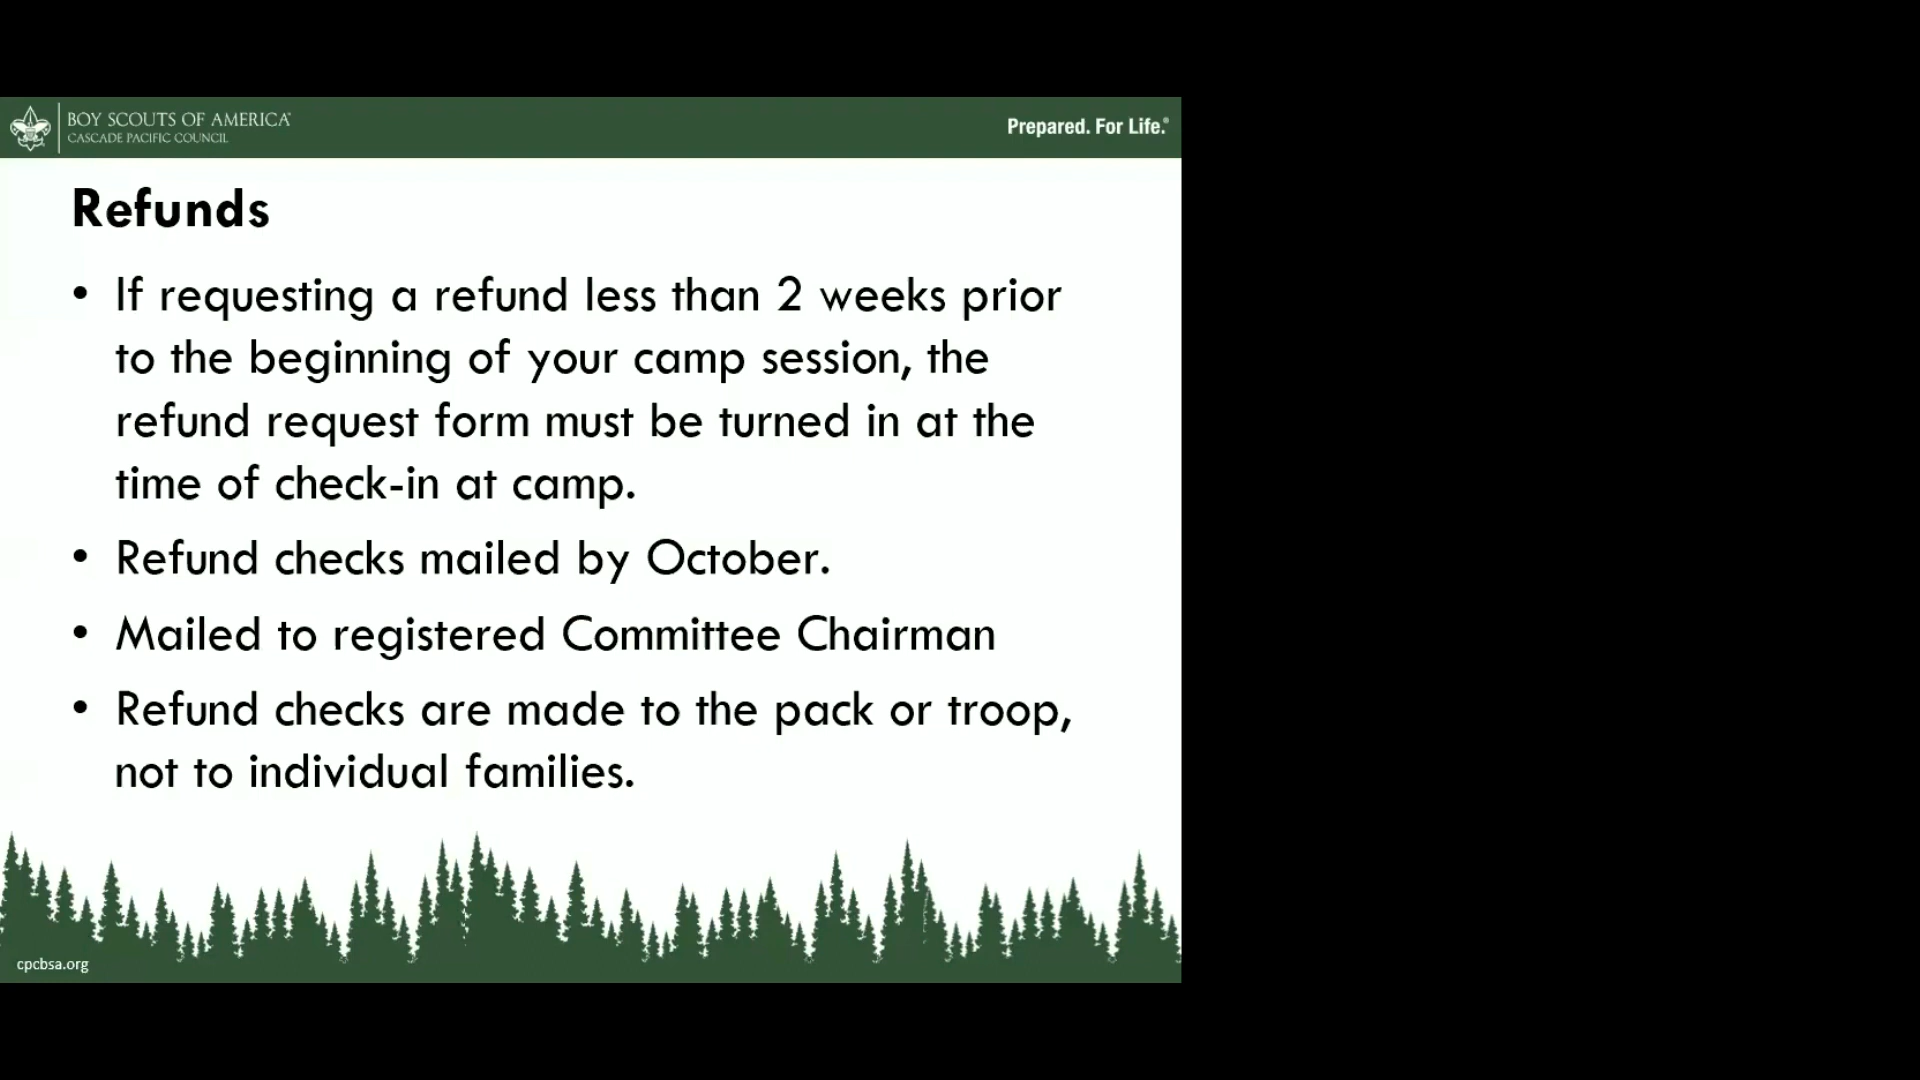 BOY SCOUTS OF AMERICA®
CASCADE PACIFIC COUNCIL
Prepared. For Life.®
Refunds
• If requesting a refund less than 2 weeks prior
to the beginning of your camp session, the
refund request form must be turned in at the
time of check-in at camp.
• Refund checks mailed by October.
• Mailed to registered Committee Chairman
• Refund checks are made to the pack or troop,
not to individual families.
cpcbsa.org